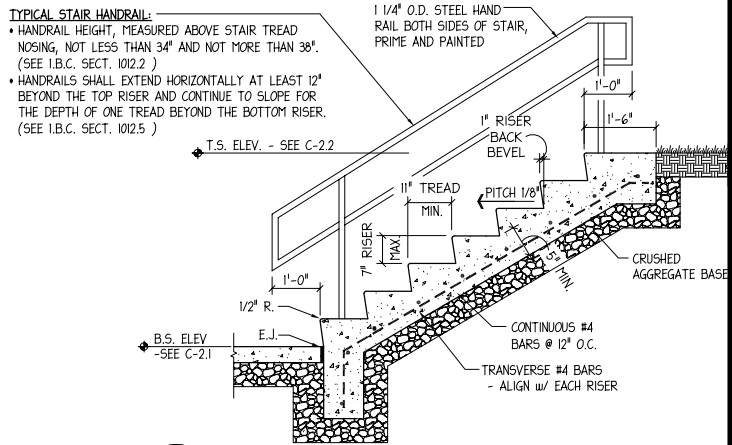 TYPICAL STAIR HANDRAIL:
• HANDRAIL HEIGHT, MEASURED ABOVE STAIR TREAD
NOSING, NOT LESS THAN 34" AND NOT MORE THAN 38".
(SEE I.B.C. SECT. 1012.2 )
• HANDRAILS SHALL EXTEND HORIZONTALLY AT LEAST 12"
BEYOND THE TOP RISER AND CONTINUE TO SLOPE FOR
THE DEPTH OF ONE TREAD BEYOND THE BOTTOM RISER.
(SEE I.B.C. SECT. 1012.5 )
1 1/4" O.D. STEEL HAND
RAIL BOTH SIDES OF STAIR,
PRIME AND PAINTED
1'-0"
1'-6"
1" RISER
BACK
BEVEL
T.S. ELEV. - SEE C-2.2
11" TREAD
MIN.
PITCH 1/8"
7" RISER
MAX.
5" MIN.
CRUSHED
AGGREGATE BASE
1'-0"
1/2" R.
E.J.
B.S. ELEV
-SEE C-2.1
CONTINUOUS #4
BARS @ 12" O.C.
TRANSVERSE #4 BARS
- ALIGN w/ EACH RISER